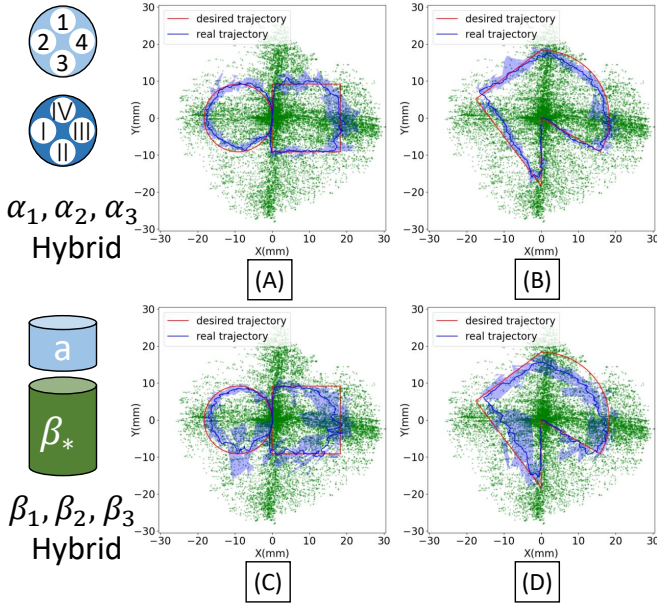 1
2 4
3
IV
I III
II
α₁, α₂, α₃
Hybrid
30
20
10
0
−10
−20
−30
Y(mm)
desired trajectory
real trajectory
−30 −20 −10 0 10 20 30
X(mm)
(A)
30
20
10
0
−10
−20
−30
Y(mm)
desired trajectory
real trajectory
−30 −20 −10 0 10 20 30
X(mm)
(B)
a
β*
β₁, β₂, β₃
Hybrid
30
20
10
0
−10
−20
−30
Y(mm)
desired trajectory
real trajectory
−30 −20 −10 0 10 20 30
X(mm)
(C)
30
20
10
0
−10
−20
−30
Y(mm)
desired trajectory
real trajectory
−30 −20 −10 0 10 20 30
X(mm)
(D)